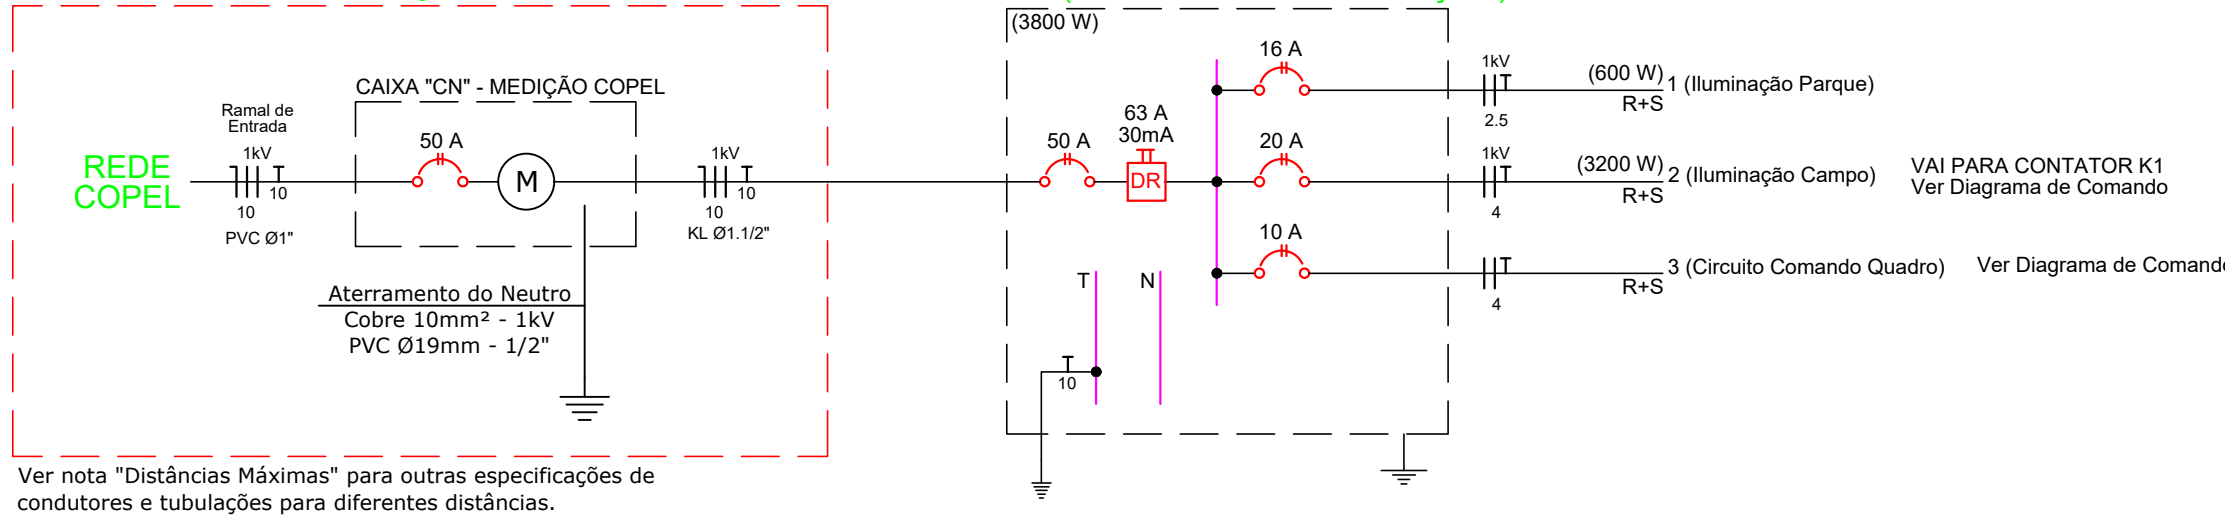 (3800 W)
CAIXA "CN" - MEDIÇÃO COPEL
Ramal de
Entrada
1kV
10
10
PVC Ø1"
REDE
COPEL
50 A
M
1kV
10
10
KL Ø1.1/2"
Aterramento do Neutro
Cobre 10mm² - 1kV
PVC Ø19mm - 1/2"
50 A
63 A
30mA
DR
16 A
1kV
2.5
(600 W)
R+S
1 (Iluminação Parque)
20 A
1kV
4
(3200 W)
R+S
2 (Iluminação Campo)
VAI PARA CONTATOR K1
Ver Diagrama de Comando
10 A
4
R+S
3 (Circuito Comando Quadro)
Ver Diagrama de Comando
T
N
T
10
Ver nota "Distâncias Máximas" para outras especificações de
condutores e tubulações para diferentes distâncias.